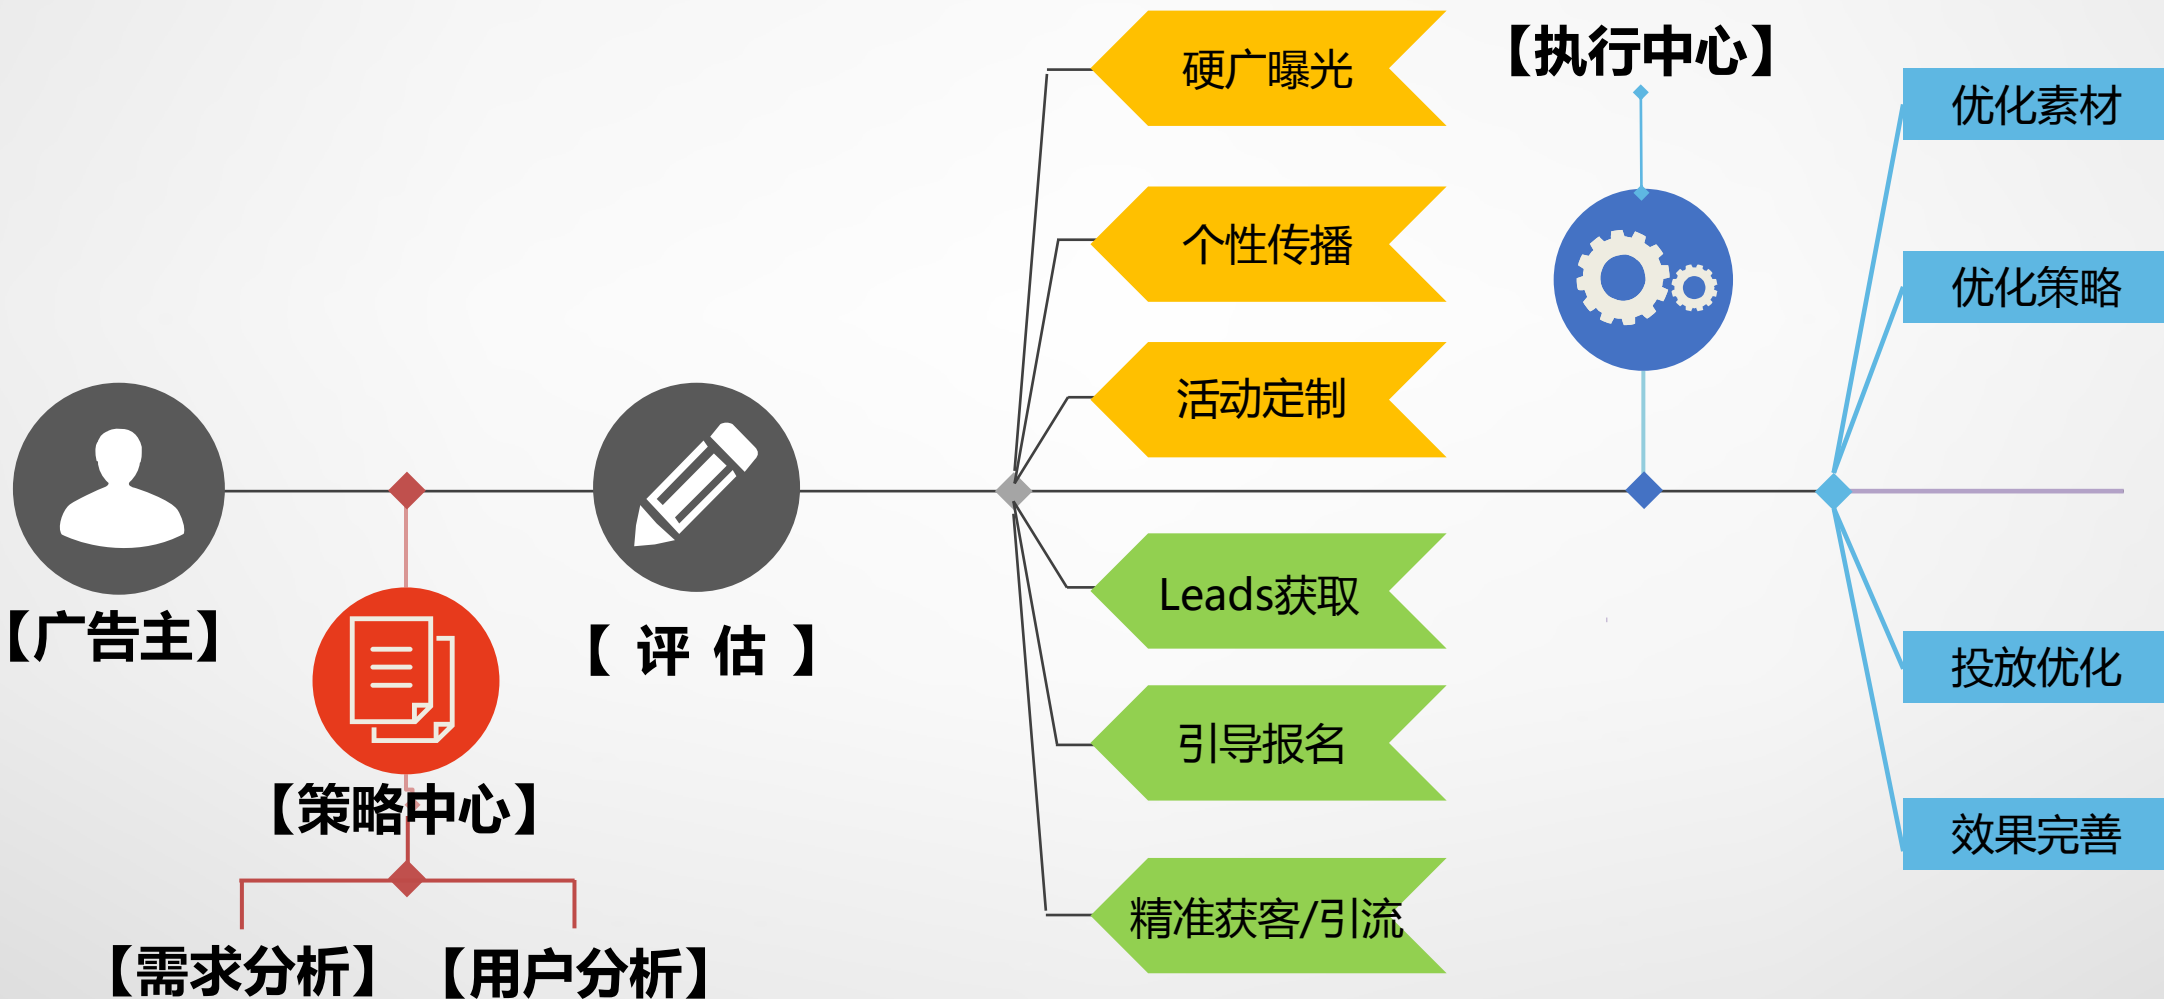 【广告主】
【策略中心】
【需求分析】
【用户分析】
【 评 估 】
硬广曝光
个性传播
活动定制
Leads获取
引导报名
精准获客/引流
【执行中心】
优化素材
优化策略
投放优化
效果完善